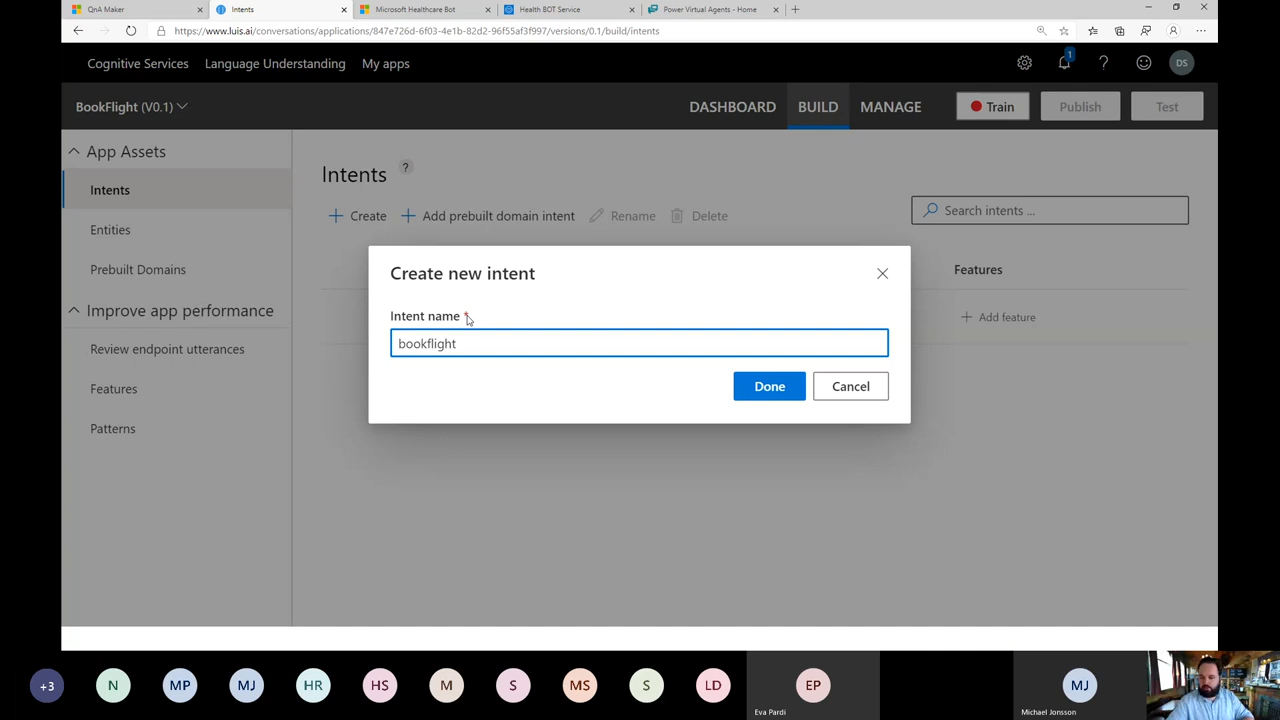 QnA Maker
Intents
Microsoft Healthcare Bot
Health BOT Service
Power Virtual Agents - Home
https://www.luis.ai/conversations/applications/847e726d-6f03-4e1b-82d2-96f55af3f997/versions/0.1/build/intents
Cognitive Services
Language Understanding
My apps
1
?
DS
BookFlight (V0.1)
DASHBOARD
BUILD
MANAGE
Train
Publish
Test
App Assets
Intents
Entities
Prebuilt Domains
Improve app performance
Review endpoint utterances
Features
Patterns
Intents ?
+ Create
+ Add prebuilt domain intent
Rename
Delete
Search intents ...
Features
+ Add feature
Create new intent
Intent name *
bookflight
Done
Cancel
+3
N
MP
MJ
HR
HS
M
S
MS
S
LD
EP
Eva Pardi
MJ
Michael Jonsson